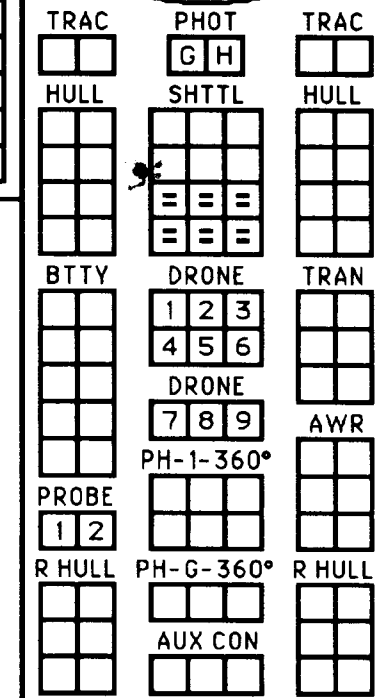 TRAC PHOT TRAC
G H
HULL SHTTL HULL
= = =
= = =
BTTY DRONE TRAN
1 2 3
4 5 6
DRONE
7 8 9 AWR
PH-1-360°
PROBE
1 2
R HULL PH-G-360° R HULL
AUX CON